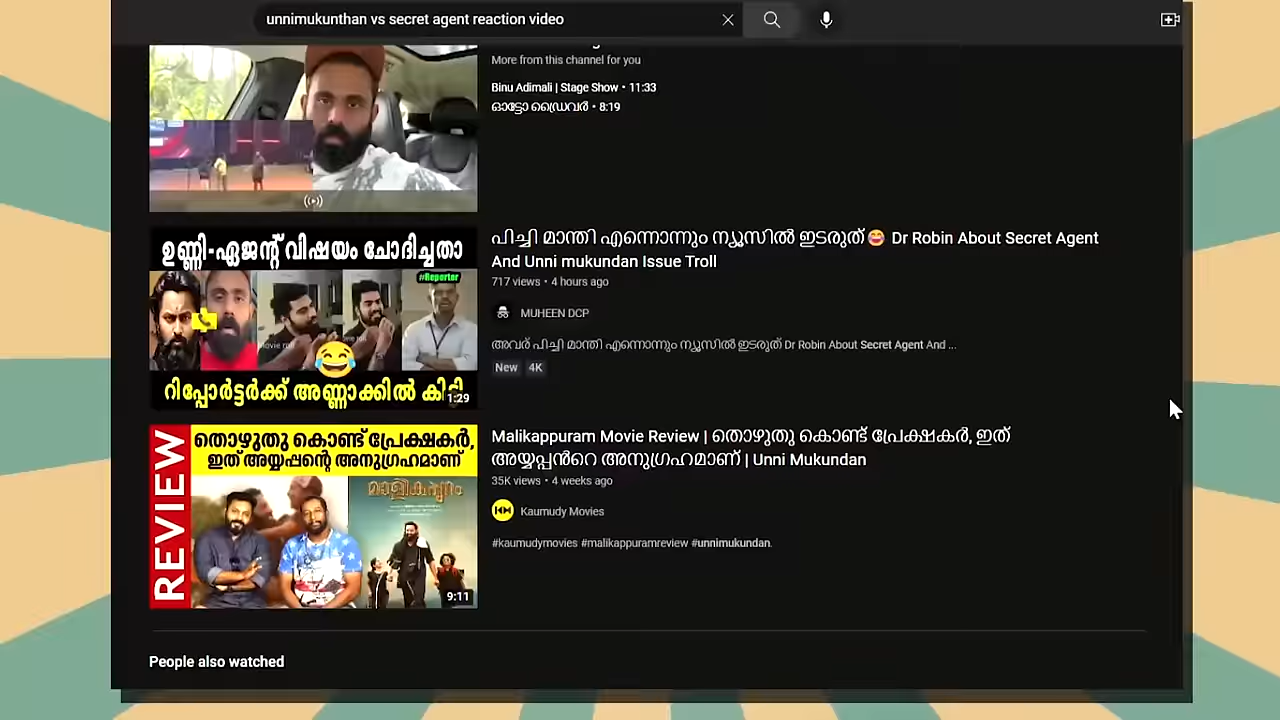 unnimukunthan vs secret agent reaction video
More from this channel for you
Binu Adimali | Stage Show • 11:33
ഓട്ടോ ഡ്രൈവർ • 8:19
ഉണ്ണി-ഏജന്റ് വിഷയം ചോദിച്ചതാ
#Reporter
റിപ്പോർട്ടർക്ക് അണ്ണാക്കിൽ കിട്ടി
1:29
പിച്ചി മാന്തി എന്നൊന്നും ന്യൂസിൽ ഇടരുത്😂 Dr Robin About Secret Agent
And Unni mukundan Issue Troll
717 views • 4 hours ago
MUHEEN DCP
അവര് പിച്ചി മാന്തി എന്നൊന്നും ന്യൂസിൽ ഇടരുത് Dr Robin About Secret Agent And ...
New 4K
REVIEW
തൊഴുതു കൊണ്ട് പ്രേക്ഷകർ,
ഇത് അയ്യപ്പന്റെ അനുഗ്രഹമാണ്
മാളികപ്പുറം
9:11
Malikappuram Movie Review | തൊഴുതു കൊണ്ട് പ്രേക്ഷകർ, ഇത്
അയ്യപ്പൻറെ അനുഗ്രഹമാണ് | Unni Mukundan
35K views • 4 weeks ago
Kaumudy Movies
#kaumudymovies #malikappuramreview #unnimukundan.
People also watched